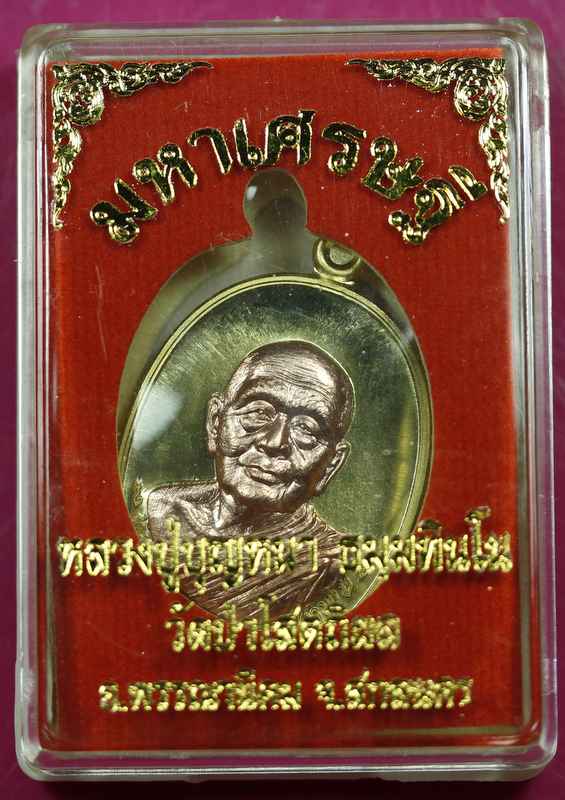 มหาเศรษฐี
หลวงปู่บุญหนา ธมฺมทินโน
วัดป่าโสตถิผล
อ.พรรณานิคม จ.สกลนคร